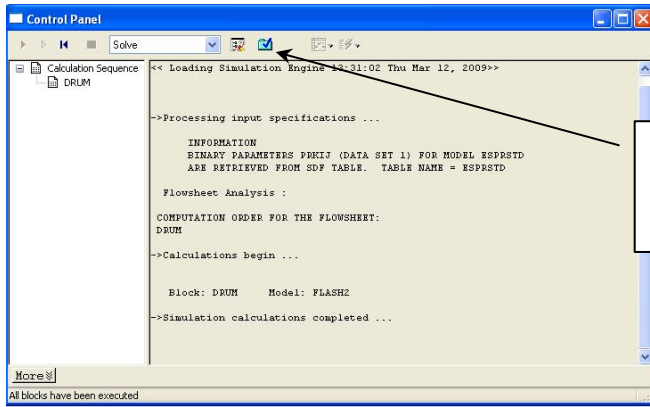 Control Panel
Solve
Calculation Sequence
DRUM
<< Loading Simulation Engine 13:31:02 Thu Mar 12, 2009>>
->Processing input specifications ...
INFORMATION
BINARY PARAMETERS PRKIJ (DATA SET 1) FOR MODEL ESPRSTD
ARE RETRIEVED FROM SDF TABLE. TABLE NAME = ESPRSTD
Flowsheet Analysis :
COMPUTATION ORDER FOR THE FLOWSHEET:
DRUM
->Calculations begin ...
Block: DRUM Model: FLASH2
->Simulation calculations completed ...
More
All blocks have been executed